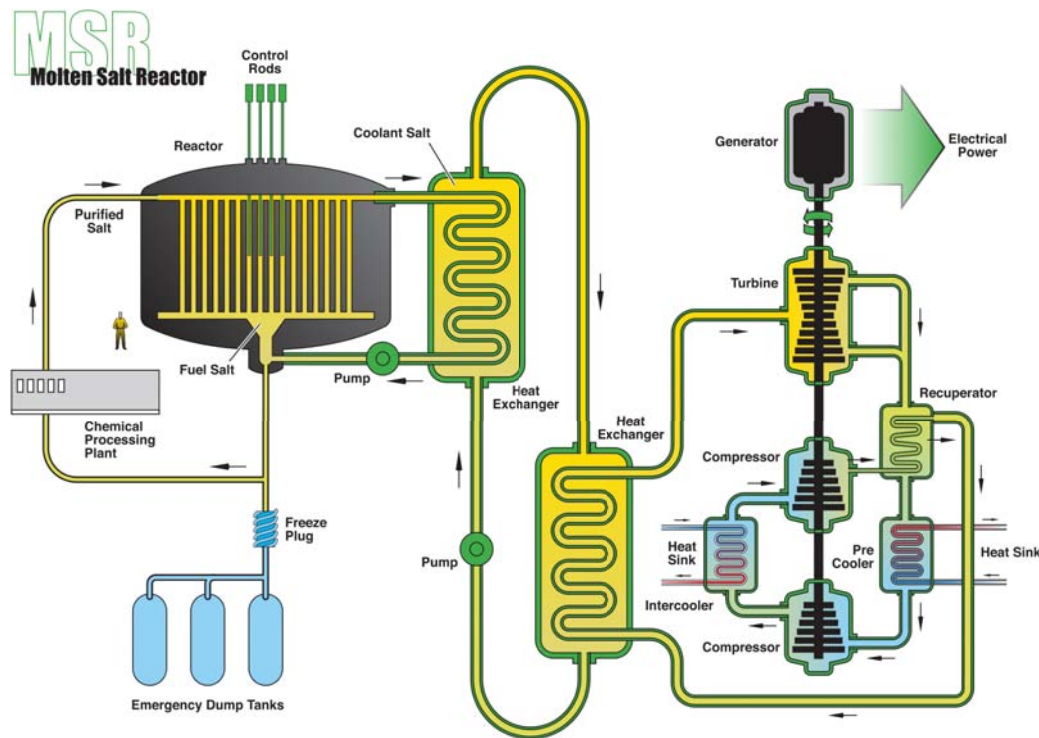 MSR
Molten Salt Reactor
Control
Rods
Coolant Salt
Reactor
Purified
Salt
Fuel Salt
Pump
Heat
Exchanger
Chemical
Processing
Plant
Freeze
Plug
Emergency Dump Tanks
Pump
Heat
Exchanger
Generator
Electrical
Power
Turbine
Recuperator
Compressor
Heat
Sink
Pre
Cooler
Heat Sink
Intercooler
Compressor